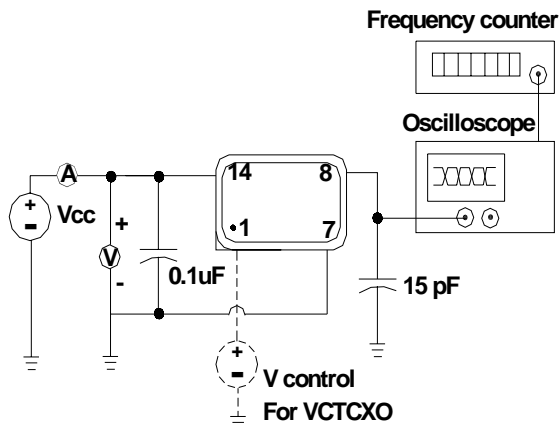 Frequency counter
Oscilloscope
A
14 8
+
Vcc
-
+
V
-
1 7
0.1uF
15 pF
+
-
V control
For VCTCXO